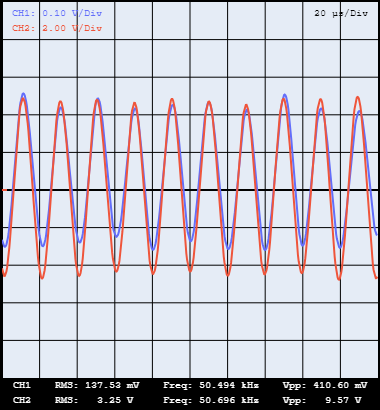 CH1: 0.10 V/Div 20 µs/Div
CH2: 2.00 V/Div
CH1 RMS: 137.53 mV Freq: 50.494 kHz Vpp: 410.60 mV
CH2 RMS: 3.25 V Freq: 50.696 kHz Vpp: 9.57 V